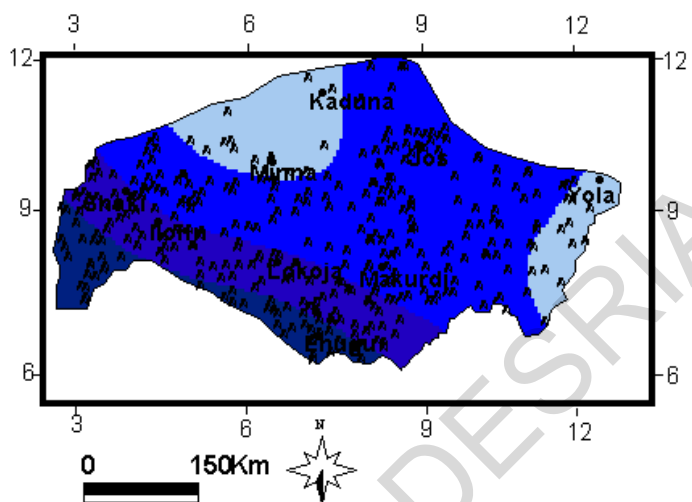 3 6 9 12
12 12
Kaduna
Jos
Minna
Yola
Shaki
9 9
Ilorin
Lokoja
Makurdi
Enugu
6 6
3 6 9 12
N
0 150Km
DESRIA